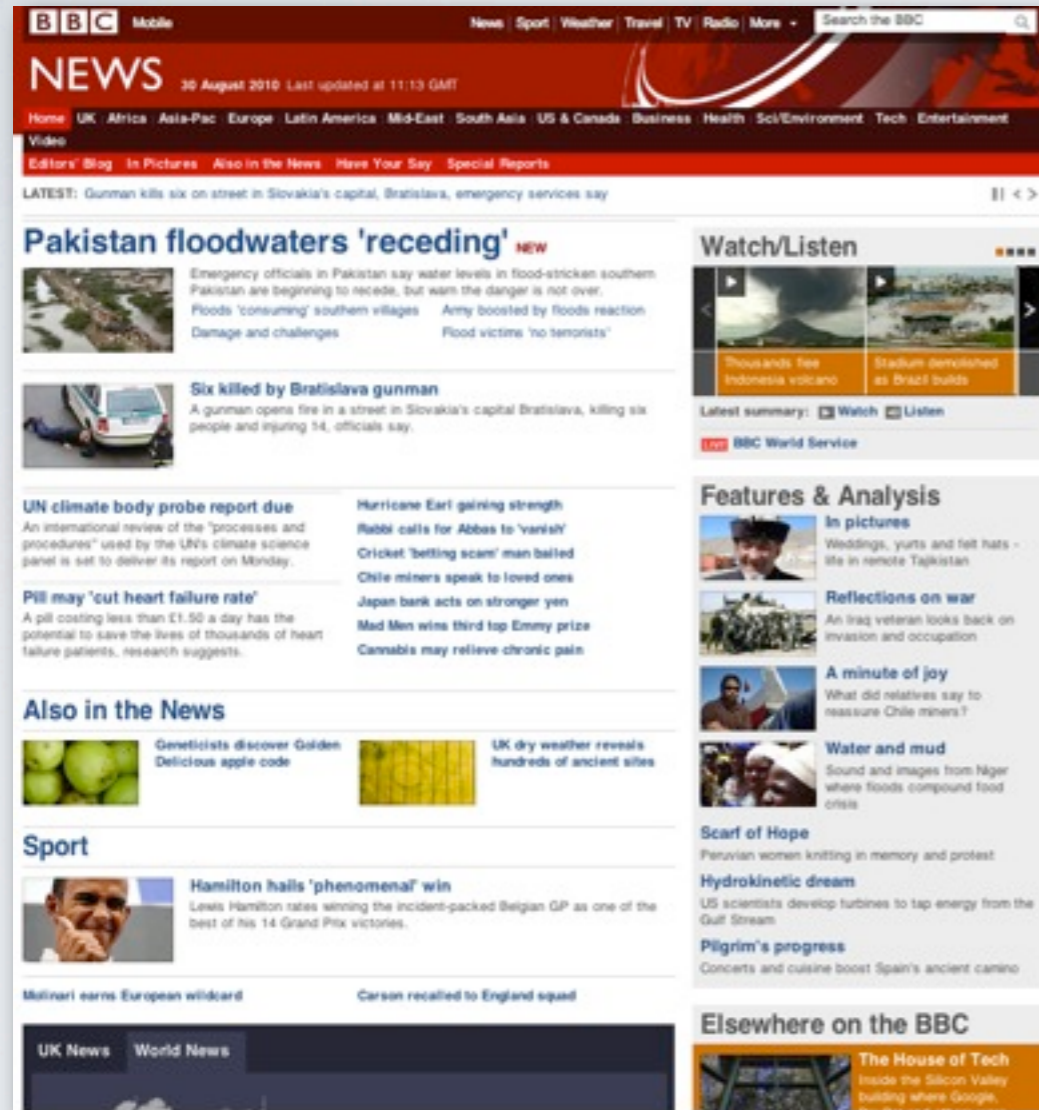 BBC Mobile
News Sport Weather Travel TV Radio More
Search the BBC
NEWS 30 August 2010 Last updated at 11:13 GMT
Home UK Africa Asia-Pac Europe Latin America Mid-East South Asia US & Canada Business Health Sci/Environment Tech Entertainment
Video
Editors' Blog In Pictures Also in the News Have Your Say Special Reports
LATEST: Gunman kills six on street in Slovakia's capital, Bratislava, emergency services say
Pakistan floodwaters 'receding' NEW
Emergency officials in Pakistan say water levels in flood-stricken southern
Pakistan are beginning to recede, but warn the danger is not over.
Floods 'consuming' southern villages
Army boosted by floods reaction
Damage and challenges
Flood victims 'no terrorists'
Six killed by Bratislava gunman
A gunman opens fire in a street in Slovakia's capital Bratislava, killing six
people and injuring 14, officials say.
UN climate body probe report due
An international review of the "processes and
procedures" used by the UN's climate science
panel is set to deliver its report on Monday.
Pill may 'cut heart failure rate'
A pill costing less than £1.50 a day has the
potential to save the lives of thousands of heart
failure patients, research suggests.
Hurricane Earl gaining strength
Rabbi calls for Abbas to 'vanish'
Cricket 'betting scam' man bailed
Chile miners speak to loved ones
Japan bank acts on stronger yen
Mad Men wins third top Emmy prize
Cannabis may relieve chronic pain
Also in the News
Geneticists discover Golden
Delicious apple code
UK dry weather reveals
hundreds of ancient sites
Sport
Hamilton hails 'phenomenal' win
Lewis Hamilton rates winning the incident-packed Belgian GP as one of the
best of his 14 Grand Prix victories.
Molinari earns European wildcard
Carson recalled to England squad
UK News World News
Watch/Listen
Thousands flee
Indonesia volcano
Stadium demolished
as Brazil builds
Latest summary: Watch Listen
LIVE BBC World Service
Features & Analysis
In pictures
Weddings, yurts and felt hats -
life in remote Tajikistan
Reflections on war
An Iraq veteran looks back on
invasion and occupation
A minute of joy
What did relatives say to
reassure Chile miners?
Water and mud
Sound and images from Niger
where floods compound food
crisis
Scarf of Hope
Peruvian women knitting in memory and protest
Hydrokinetic dream
US scientists develop turbines to tap energy from the
Gulf Stream
Pilgrim's progress
Concerts and cuisine boost Spain's ancient camino
Elsewhere on the BBC
The House of Tech
Inside the Silicon Valley
building where Google,